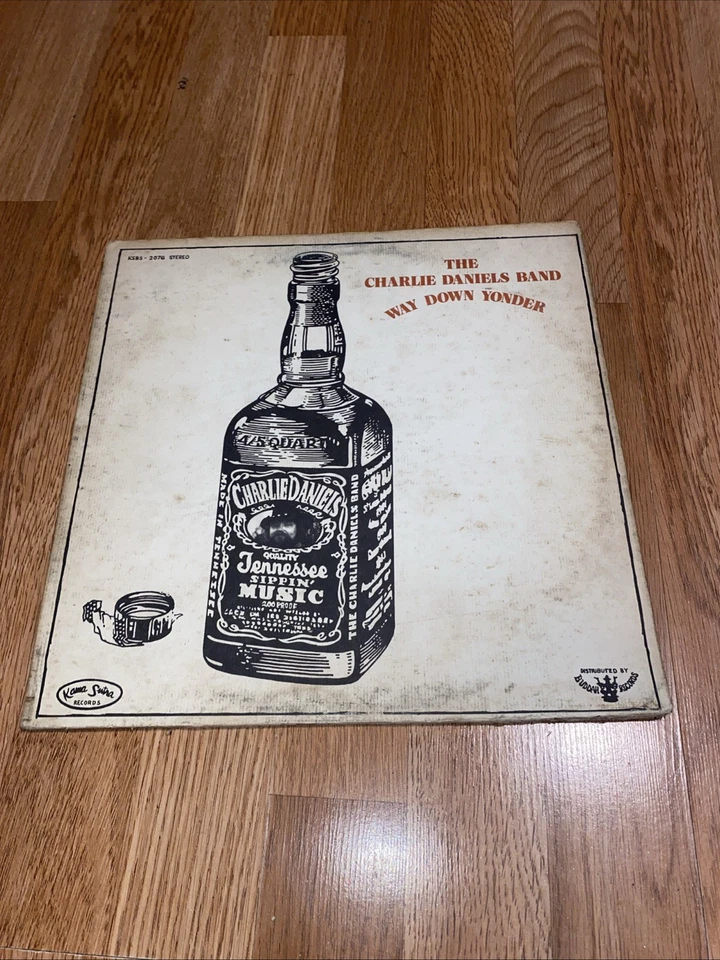 KSBS-2076 STEREO
THE
CHARLIE DANIELS BAND
WAY DOWN YONDER
4/5 QUART
MADE IN TENNESSEE
CHARLIE DANIELS
QUALITY
Tennessee
SIPPIN'
MUSIC
200 PROOF
THE CHARLIE DANIELS BAND
Kama Sutra
RECORDS
DISTRIBUTED BY
BUDDAH RECORDS